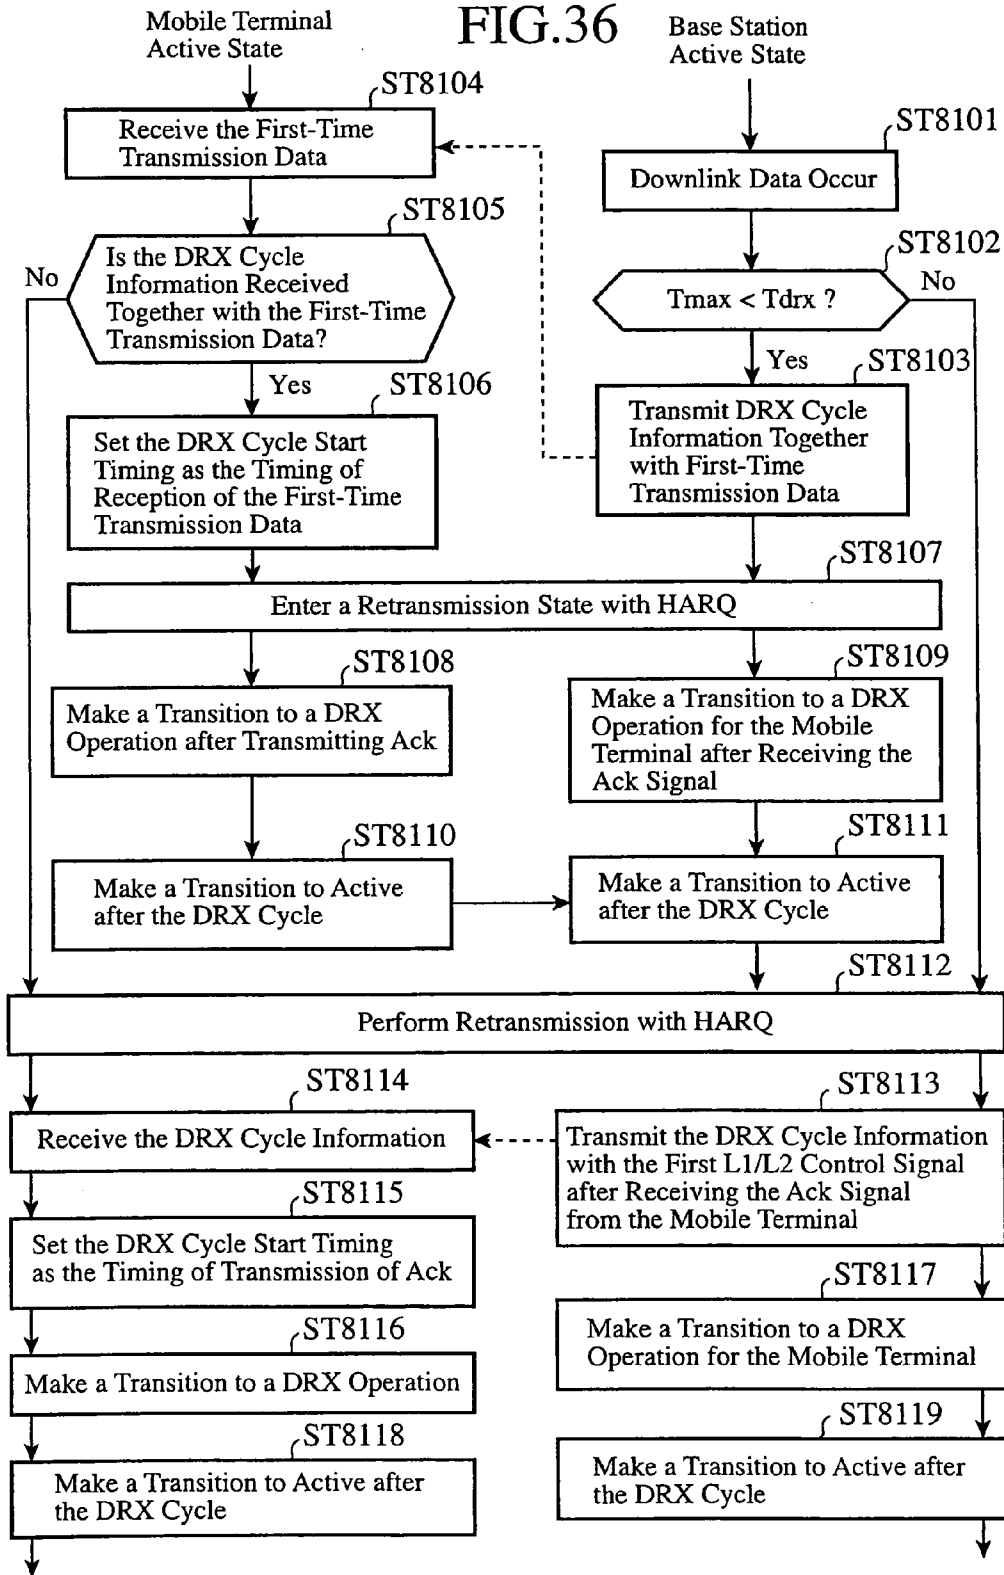 FIG.36
Mobile Terminal
Active State
Base Station
Active State
ST8104
Receive the First-Time
Transmission Data
ST8101
Downlink Data Occur
ST8105
Is the DRX Cycle
Information Received
Together with the First-Time
Transmission Data?
No
Yes
ST8102
Tmax < Tdrx ?
No
Yes
ST8106
Set the DRX Cycle Start
Timing as the Timing of
Reception of the First-Time
Transmission Data
ST8103
Transmit DRX Cycle
Information Together
with First-Time
Transmission Data
ST8107
Enter a Retransmission State with HARQ
ST8108
Make a Transition to a DRX
Operation after Transmitting Ack
ST8109
Make a Transition to a DRX
Operation for the Mobile
Terminal after Receiving the
Ack Signal
ST8110
Make a Transition to Active
after the DRX Cycle
ST8111
Make a Transition to Active
after the DRX Cycle
ST8112
Perform Retransmission with HARQ
ST8114
Receive the DRX Cycle Information
ST8113
Transmit the DRX Cycle Information
with the First L1/L2 Control Signal
after Receiving the Ack Signal
from the Mobile Terminal
ST8115
Set the DRX Cycle Start Timing
as the Timing of Transmission of Ack
ST8117
Make a Transition to a DRX
Operation for the Mobile Terminal
ST8116
Make a Transition to a DRX Operation
ST8118
Make a Transition to Active after
the DRX Cycle
ST8119
Make a Transition to Active after
the DRX Cycle